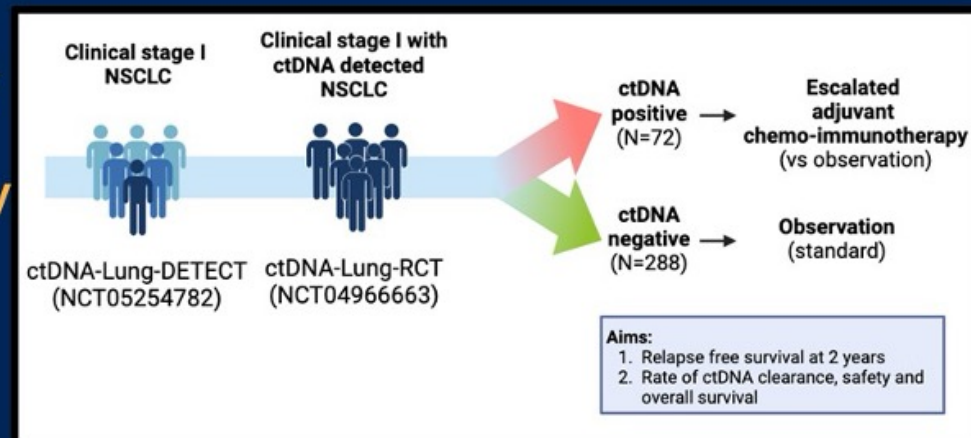 Clinical stage I
NSCLC
Clinical stage I with
ctDNA detected
NSCLC
ctDNA
positive
(N=72)
Escalated
adjuvant
chemo-immunotherapy
(vs observation)
ctDNA
negative
(N=288)
Observation
(standard)
ctDNA-Lung-DETECT
(NCT05254782)
ctDNA-Lung-RCT
(NCT04966663)
Aims:
1. Relapse free survival at 2 years
2. Rate of ctDNA clearance, safety and
overall survival